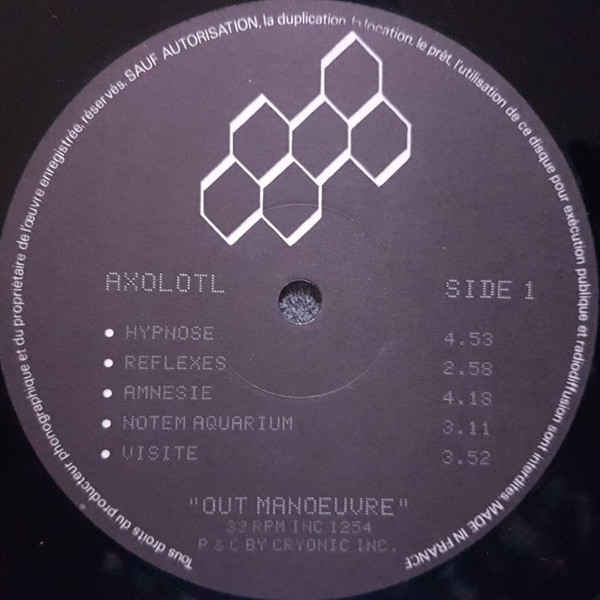 Tous droits du producteur phonographique et du propriétaire de l'œuvre enregistrée, réservés. SAUF AUTORISATION, la duplication, la location, le prêt, l'utilisation de ce disque pour exécution publique et radiodiffusion sont interdites. MADE IN FRANCE
AXOLOTL SIDE 1
• HYPNOSE 4.53
• REFLEXES 2.58
• AMNESIE 4.18
• NOTEM AQUARIUM 3.11
• VISITE 3.52
"OUT MANOEUVRE"
33 RPM INC 1254
P & C BY CRYONIC INC.